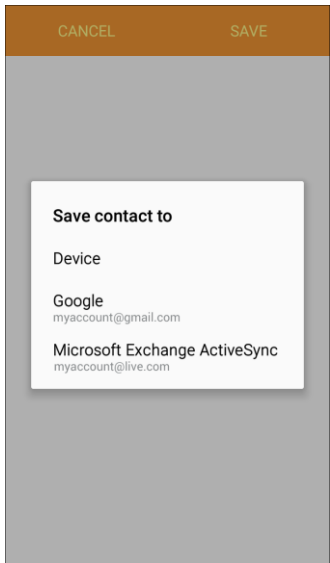 CANCEL SAVE
Save contact to
Device
Google
myaccount@gmail.com
Microsoft Exchange ActiveSync
myaccount@live.com